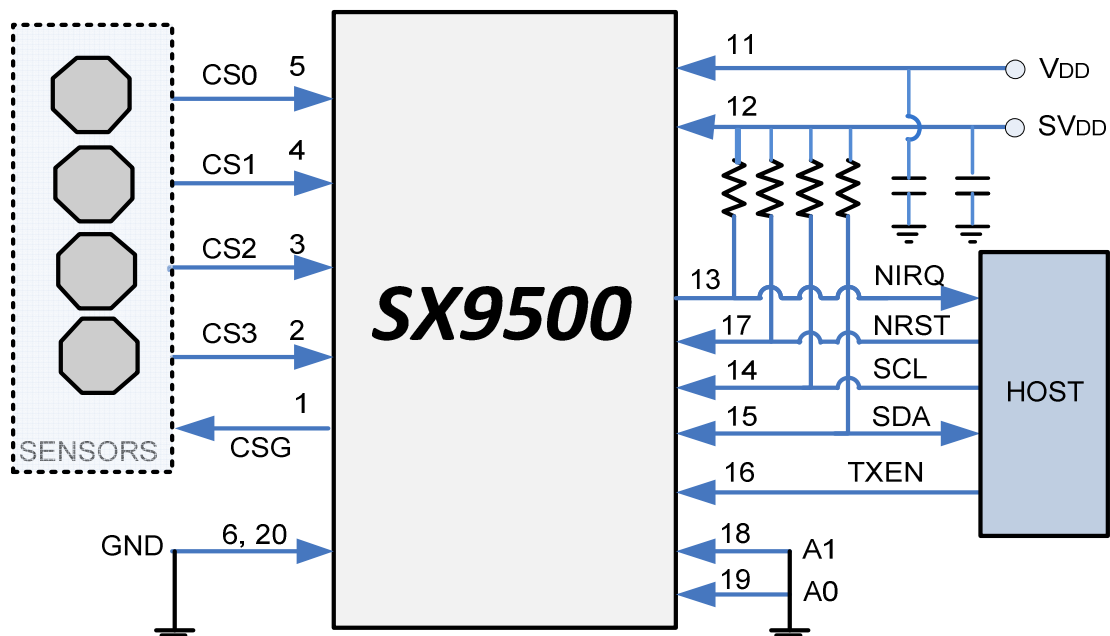 CS0 5
CS1 4
CS2 3
CS3 2
1
CSG
SENSORS
GND 6, 20
SX9500
11 VDD
12 SVDD
13 NIRQ
17 NRST
14 SCL
15 SDA
16 TXEN
18 A1
19 A0
HOST